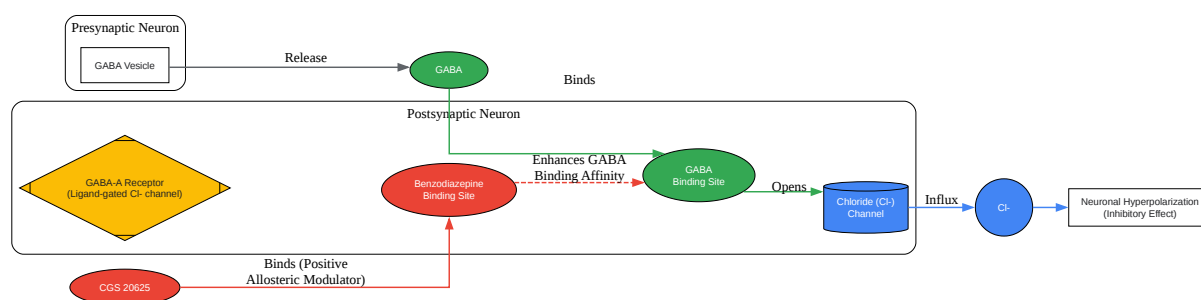 Presynaptic Neuron
GABA Vesicle
Release
GABA
Binds
Postsynaptic Neuron
GABA-A Receptor
(Ligand-gated Cl- channel)
Benzodiazepine
Binding Site
Enhances GABA
Binding Affinity
GABA
Binding Site
Opens
Chloride (Cl-)
Channel
Influx
Cl-
Neuronal Hyperpolarization
(Inhibitory Effect)
Binds (Positive
Allosteric Modulator)
CGS 20625